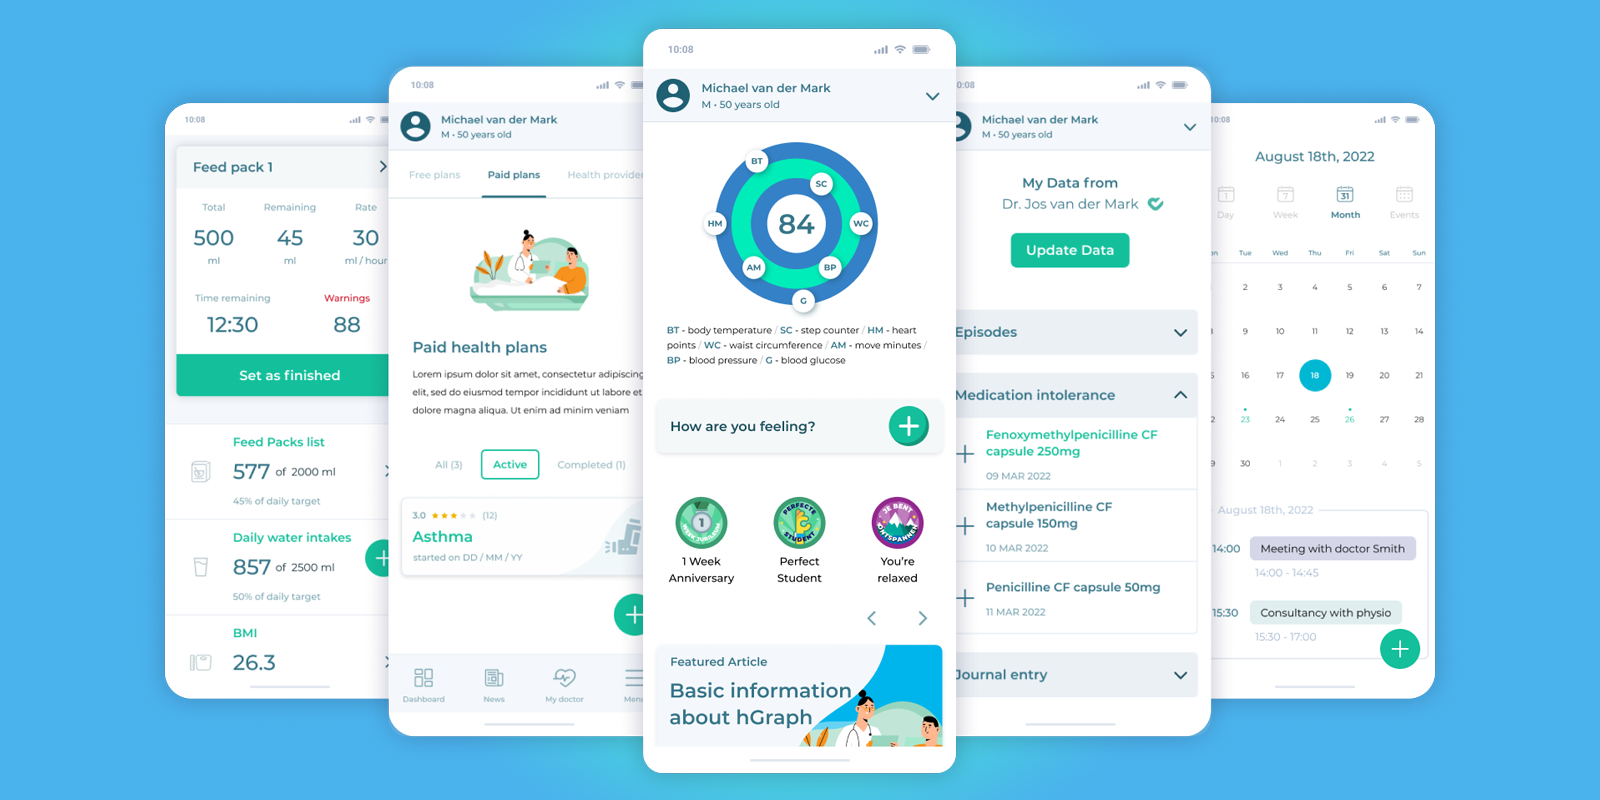 10:08
Feed pack 1
Total Remaining Rate
500 45 30
ml ml ml / hour
Time remaining Warnings
12:30 88
Set as finished
Feed Packs list
577 of 2000 ml
45% of daily target
Daily water intakes
857 of 2500 ml
50% of daily target
BMI
26.3
10:08
Michael van der Mark
M • 50 years old
Free plans Paid plans Health provide
Paid health plans
Lorem ipsum dolor sit amet, consectetur adipiscing
elit, sed do eiusmod tempor incididunt ut labore et
dolore magna aliqua. Ut enim ad minim veniam
All (3) Active Completed (1)
3.0 (12)
Asthma
started on DD / MM / YY
Dashboard News My doctor Menu
10:08
Michael van der Mark
M • 50 years old
BT
SC
HM
84
WC
AM
BP
G
BT - body temperature / SC - step counter / HM - heart
points / WC - waist circumference / AM - move minutes /
BP - blood pressure / G - blood glucose
How are you feeling?
1
PERFECTE
STUDENT
JE BENT
ONTSPANNEN
1 Week
Anniversary
Perfect
Student
You're
relaxed
Featured Article
Basic information
about hGraph
0:08
Michael van der Mark
M • 50 years old
My Data from
Dr. Jos van der Mark
Update Data
Episodes
Medication intolerance
Fenoxymethylpenicilline CF
capsule 250mg
09 MAR 2022
Methylpenicilline CF
capsule 150mg
10 MAR 2022
Penicilline CF capsule 50mg
11 MAR 2022
Journal entry
10:08
August 18th, 2022
1 7 31
Day Week Month Events
on Tue Wed Thu Fri Sat Sun
2 3 4 5 6 7
9 10 11 12 13 14
5 16 17 18 19 20 21
2 23 24 25 26 27 28
9 30 1 2 3 4 5
August 18th, 2022
14:00 Meeting with doctor Smith
14:00 - 14:45
15:30 Consultancy with physio
15:30 - 17:00